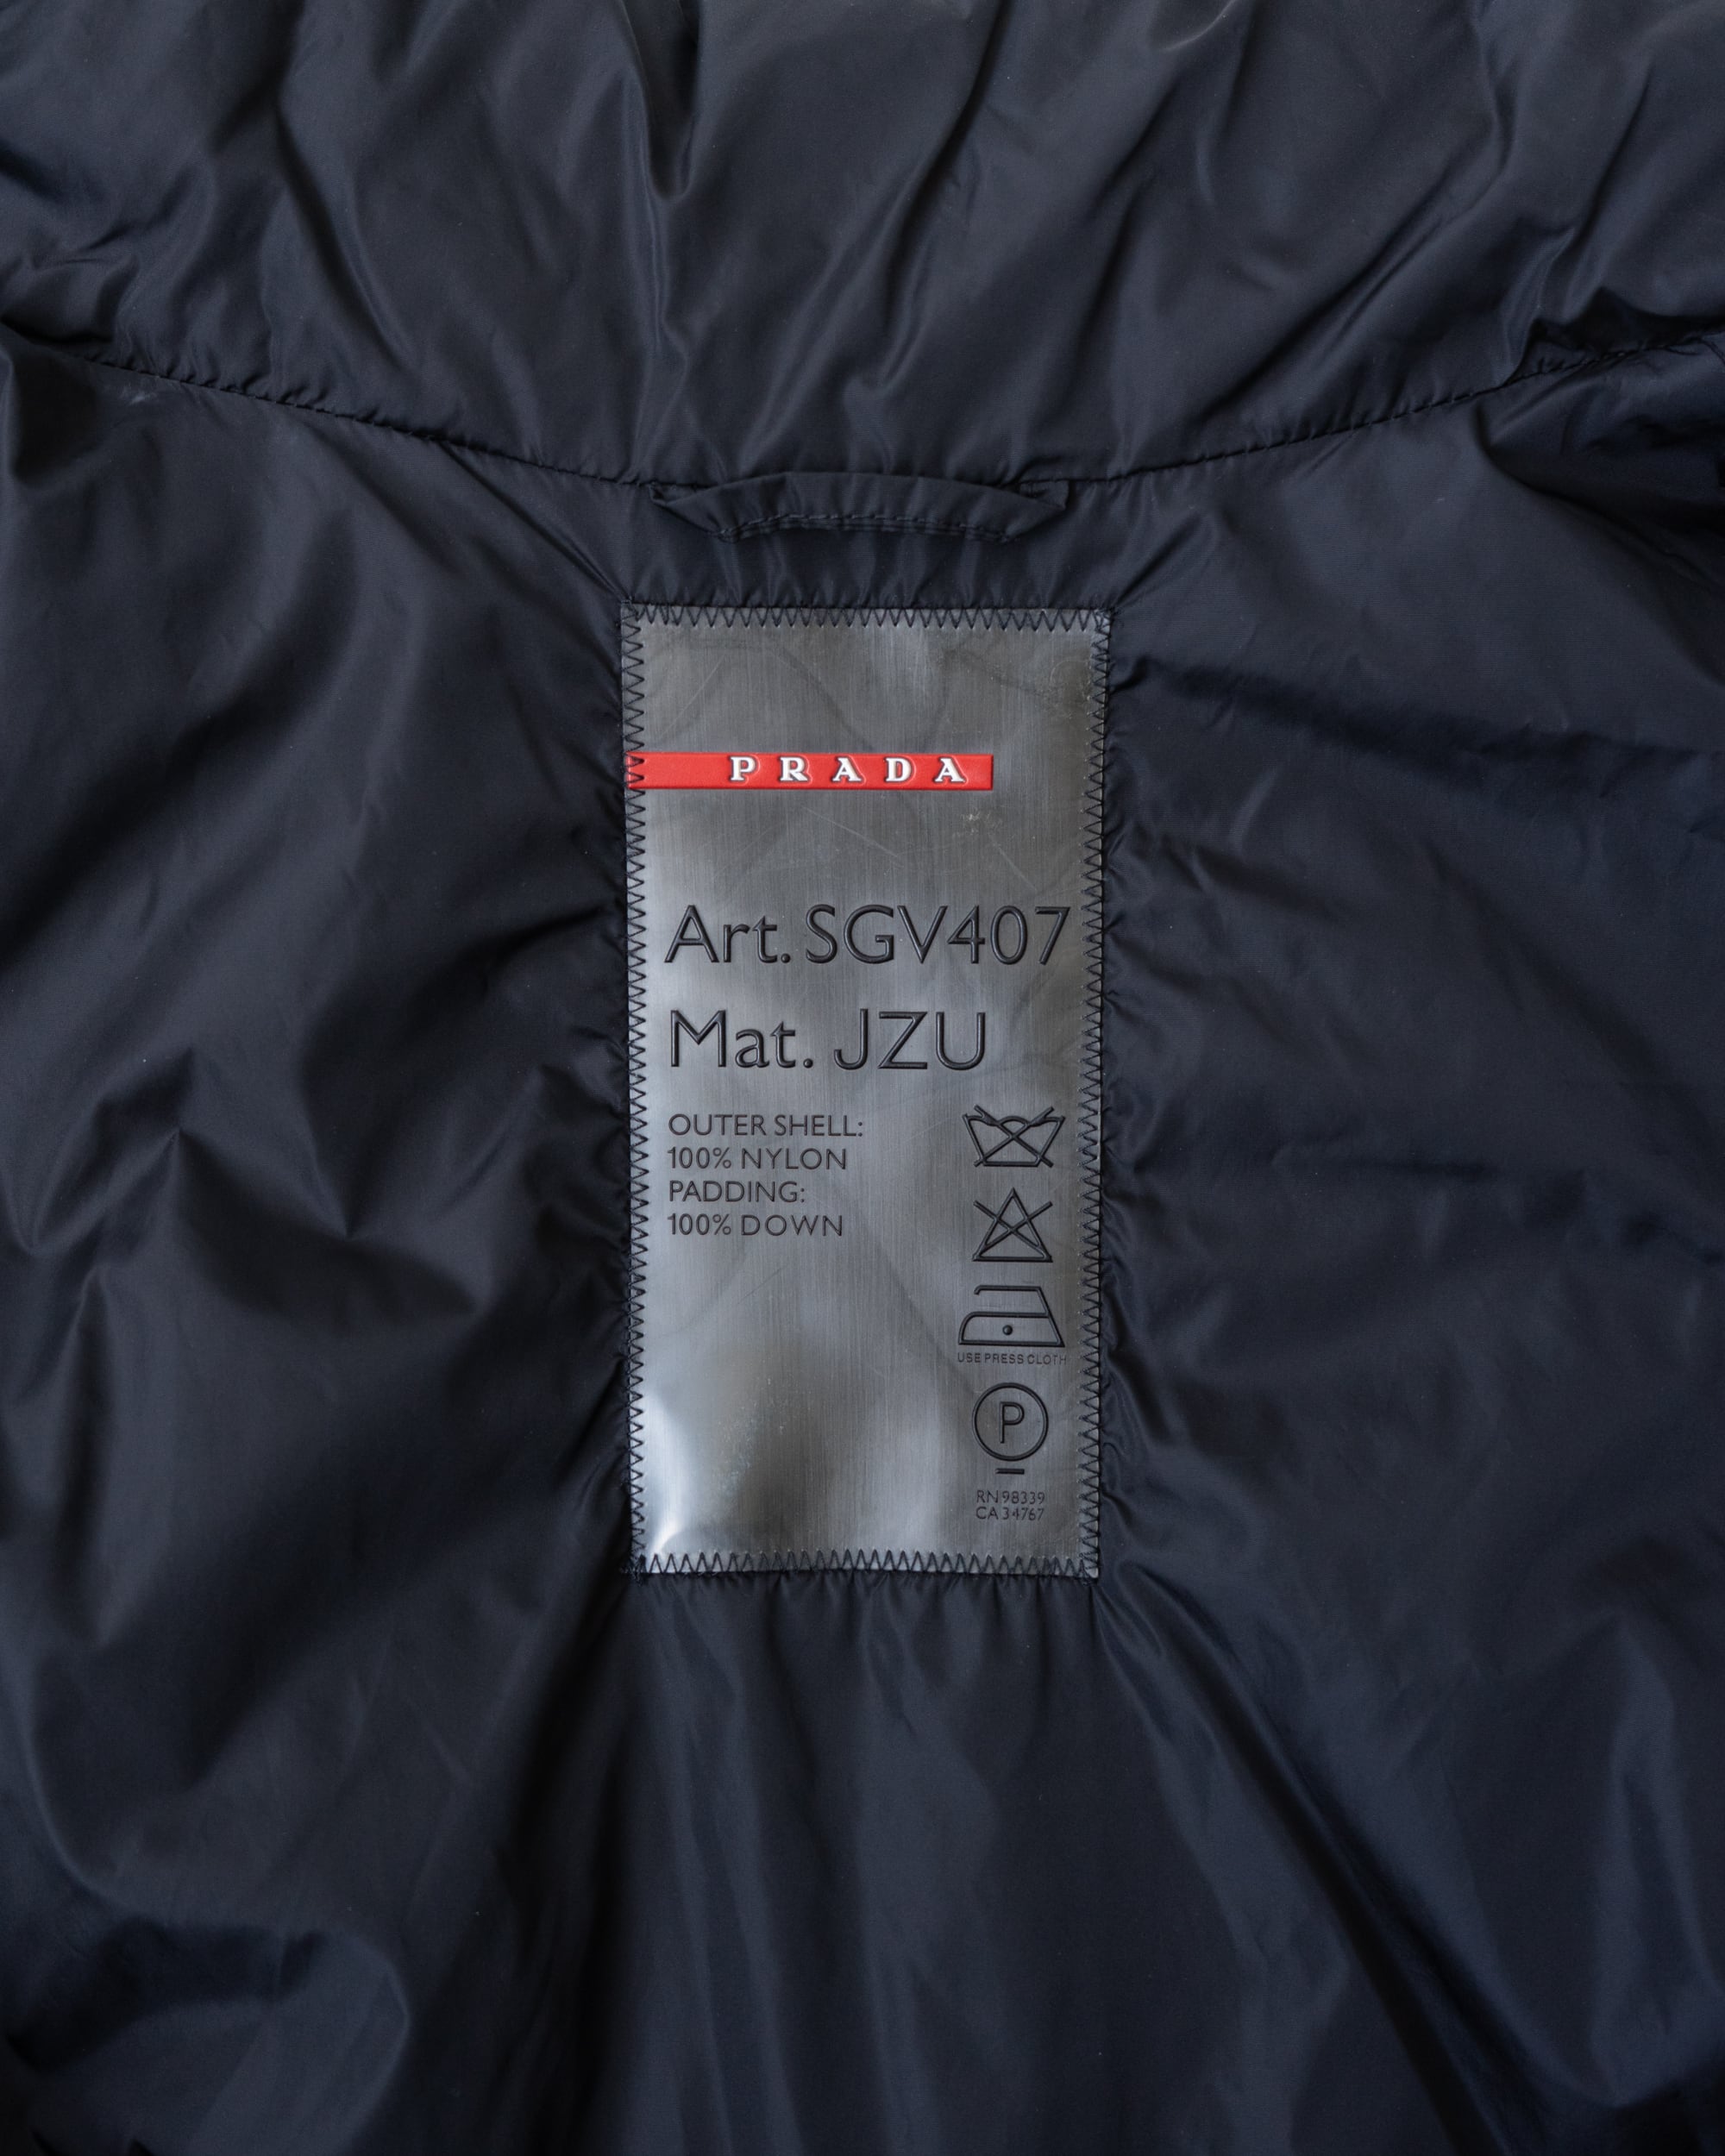 PRADA
Art. SGV407
Mat. JZU
OUTER SHELL:
100% NYLON
PADDING:
100% DOWN
USE PRESS CLOTH
P
RN 98339
CA 34767